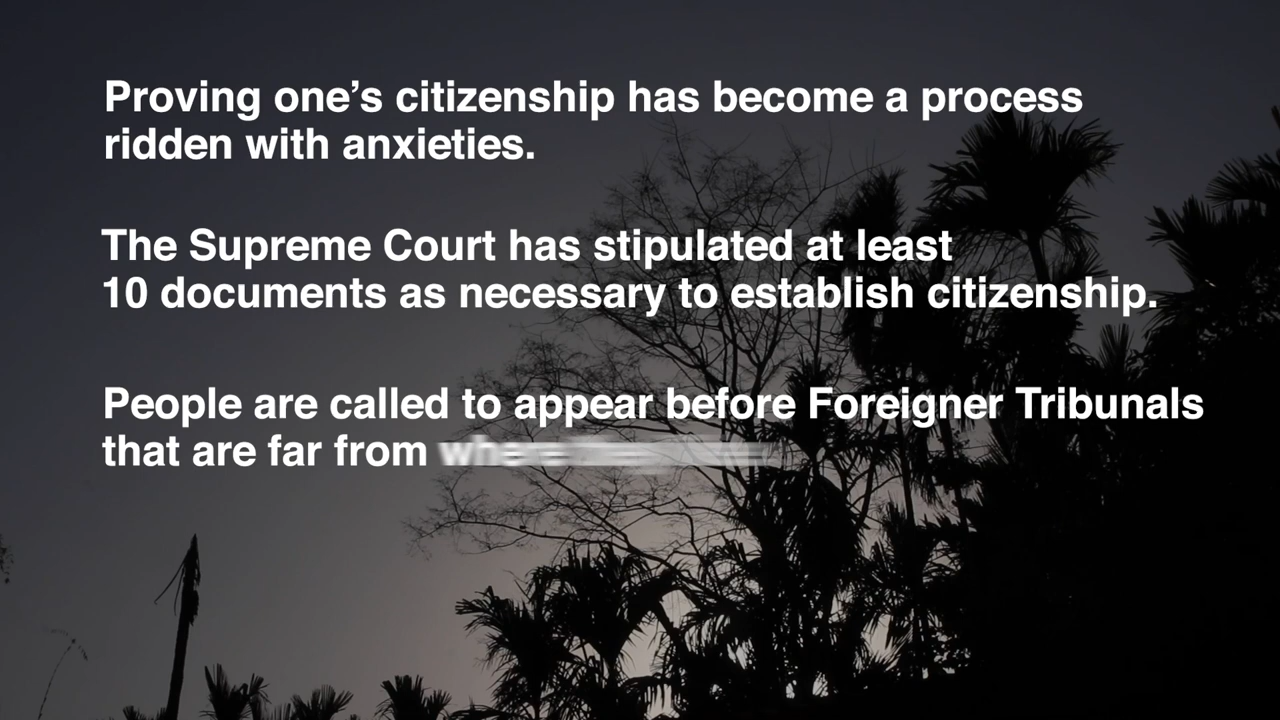 Proving one’s citizenship has become a process
ridden with anxieties.
The Supreme Court has stipulated at least
10 documents as necessary to establish citizenship.
People are called to appear before Foreigner Tribunals
that are far from where